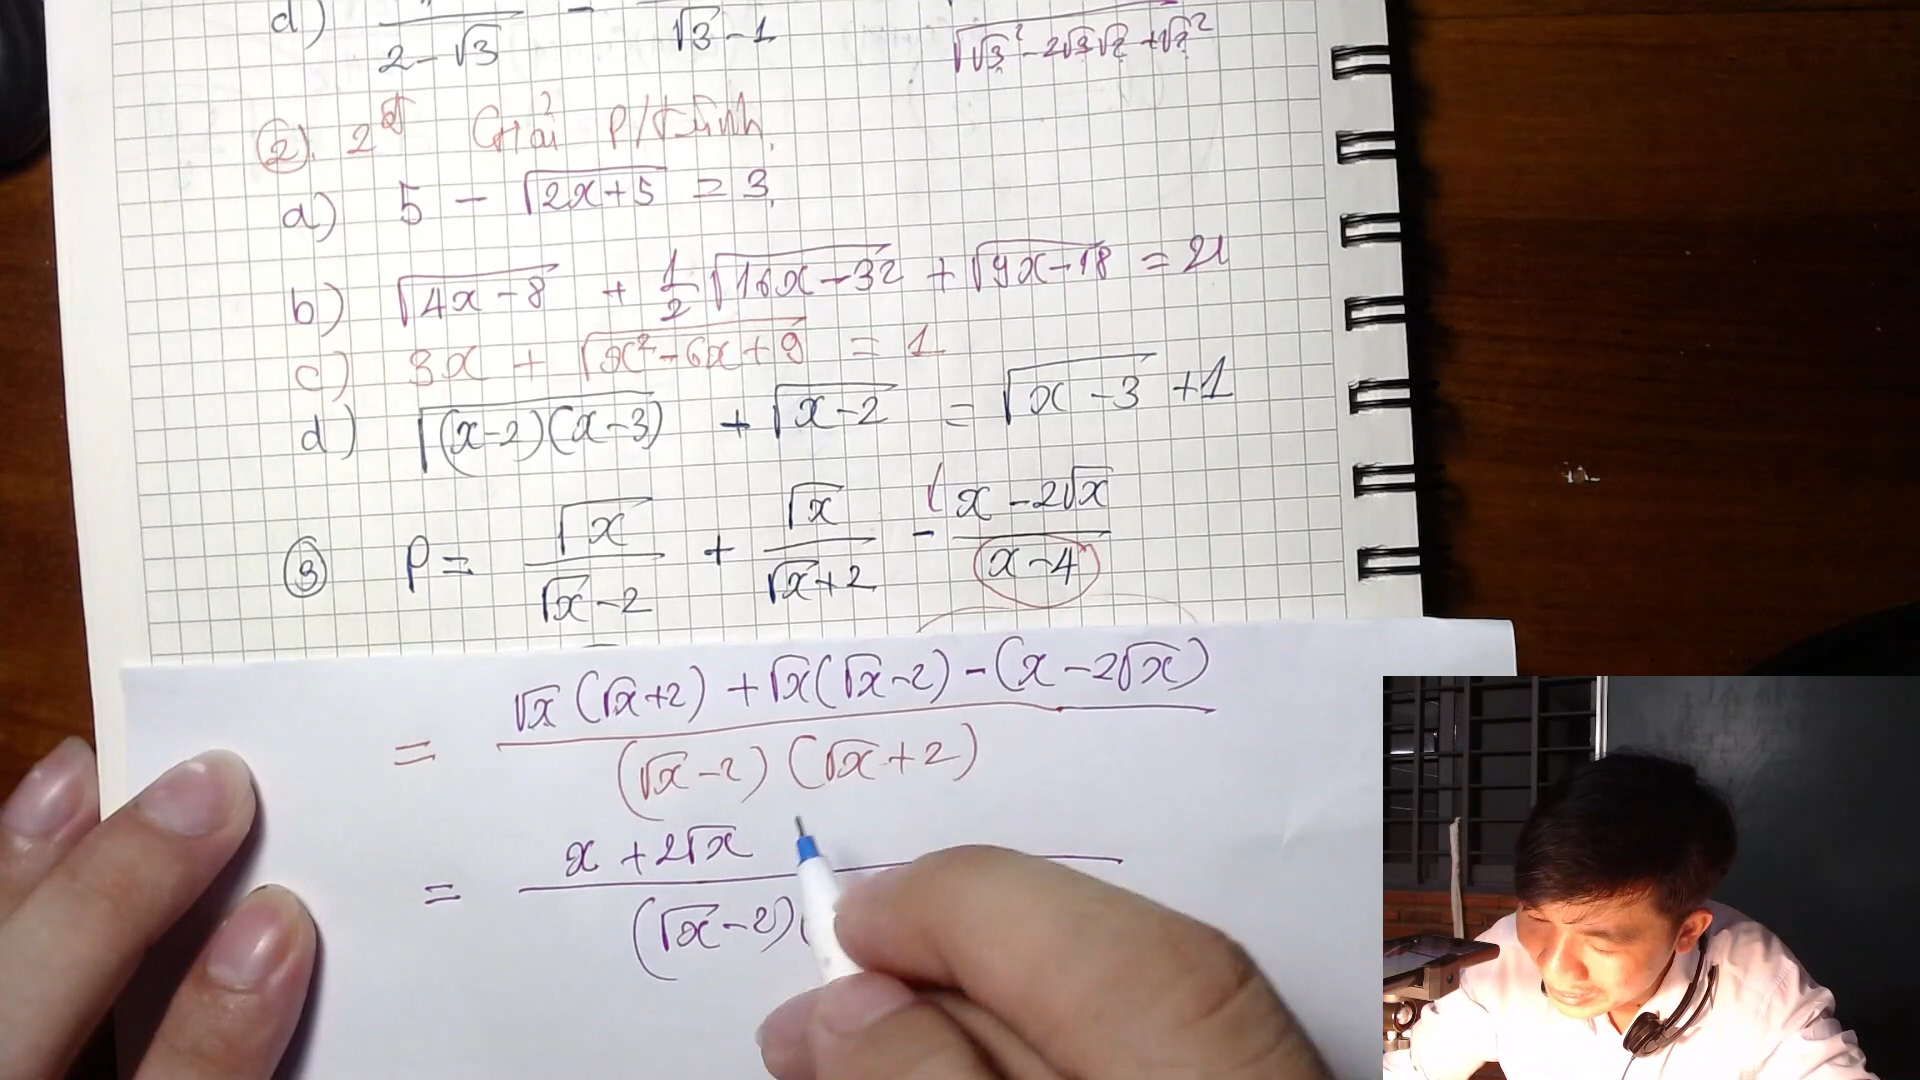 d) 2-√3 - √3-1 √(√3² - 2√3√2 + √2²)
②. 2đ Giải p/trình
a) 5 - √(2x+5) = 3
b) √(4x-8) + 1/2 √(16x-32) + √(9x-18) = 21
c) 3x + √(x²-6x+9) = 1
d) √((x-2)(x-3)) + √(x-2) = √(x-3) + 1
③ P = √x/(√x-2) + √x/(√x+2) - (x-2√x/(x-4)
= (√x(√x+2) + √x(√x-2) - (x-2√x))/((√x-2)(√x+2))
= x+2√x/(√x-2)(